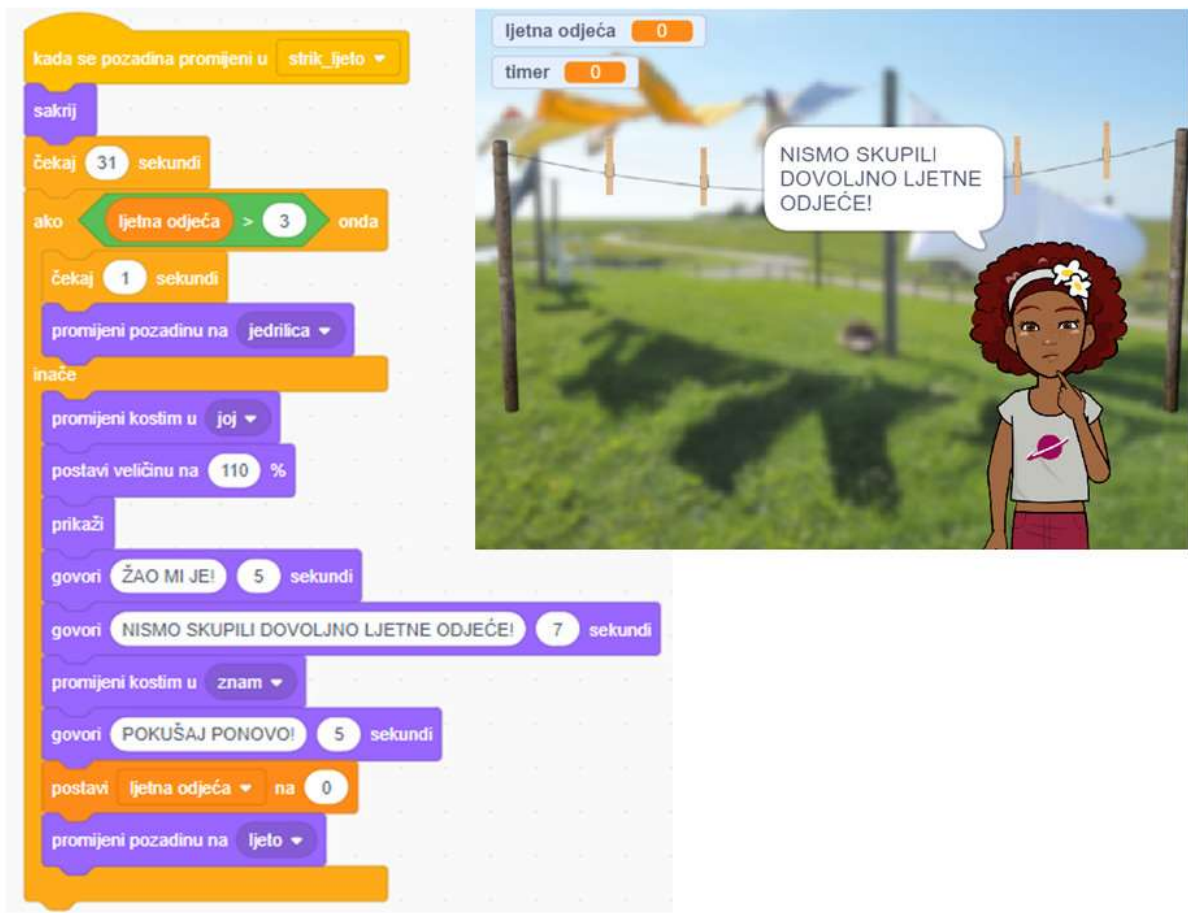 kada se pozadina promijeni u strik_ljeto
sakrij
čekaj 31 sekundi
ako ljetna odjeća > 3 onda
čekaj 1 sekundi
promijeni pozadinu na jedrilica
inače
promijeni kostim u joj
postavi veličinu na 110 %
prikaži
govori ŽAO MI JE! 5 sekundi
govori NISMO SKUPILI DOVOLJNO LJETNE ODJEĆE! 7 sekundi
promijeni kostim u znam
govori POKUŠAJ PONOVO! 5 sekundi
postavi ljetna odjeća na 0
promijeni pozadinu na ljeto
ljetna odjeća 0
timer 0
NISMO SKUPILI
DOVOLJNO LJETNE
ODJEĆE!